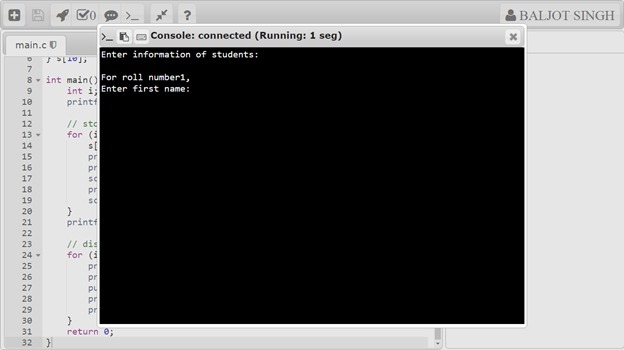 0
?
BALJOT SINGH
>_ Console: connected (Running: 1 seg)
Enter information of students:
For roll number1,
Enter first name:
main.c
6 } s[10];
7
8 int main()
9 int i;
10 printf
11
12 // sto
13 for (i
14 s[
15 pr
16 pr
17 sc
18 pr
19 sc
20 }
21 printf
22
23 // dis
24 for (i
25 pr
26 pr
27 pu
28 pr
29 pr
30 }
31 return 0;
32 }